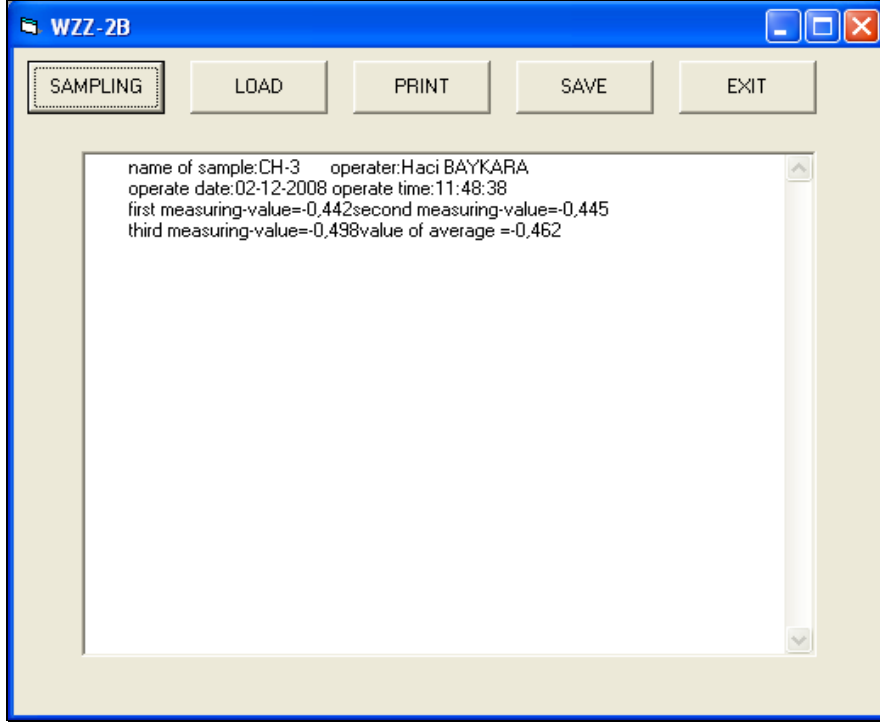 WZZ-2B
SAMPLING LOAD PRINT SAVE EXIT
name of sample:CH-3 operater:Haci BAYKARA
operate date:02-12-2008 operate time:11:48:38
first measuring-value=-0,442second measuring-value=-0,445
third measuring-value=-0,498value of average =-0,462